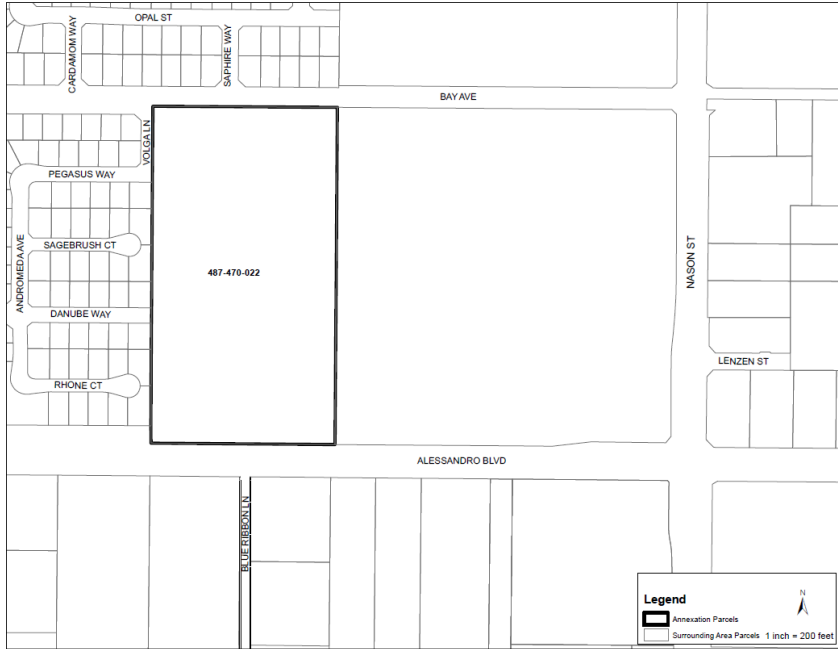 OPAL ST
CARDAMOM WAY
SAPHIRE WAY
BAY AVE
VOLGA LN
PEGASUS WAY
SAGEBRUSH CT
ANDROMEDA AVE
NASON ST
487-470-022
DANUBE WAY
LENZEN ST
RHONE CT
ALESSANDRO BLVD
BLUE RIBBON LN
Legend
N
Annexation Parcels
Surrounding Area Parcels 1 inch = 200 feet